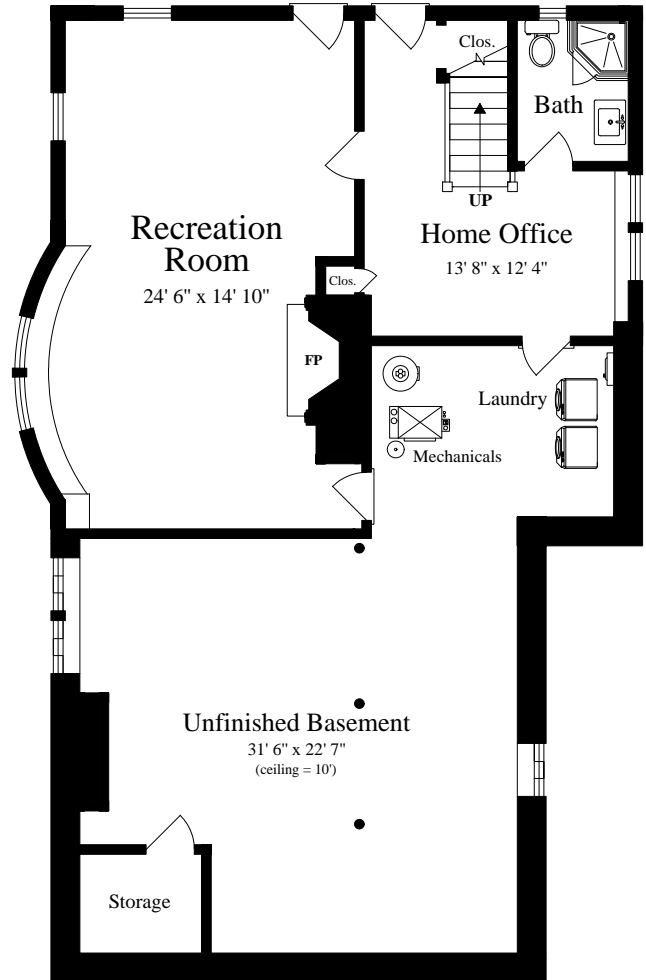 Clos.
Bath
UP
Recreation
Room
24' 6" x 14' 10"
Home Office
13' 8" x 12' 4"
Clos.
FP
Laundry
Mechanicals
Unfinished Basement
31' 6" x 22' 7"
(ceiling = 10')
Storage